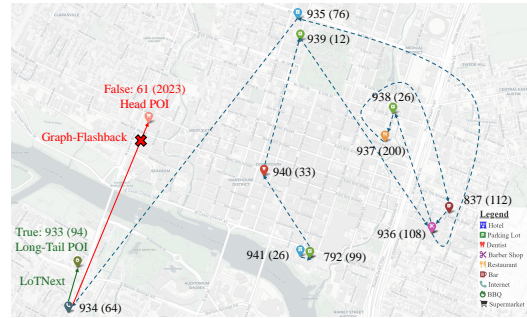 935 (76)
939 (12)
False: 61 (2023)
Head POI
Graph-Flashback
938 (26)
937 (200)
940 (33)
837 (112)
936 (108)
True: 933 (94)
Long-Tail POI
LoTNext
941 (26)
792 (99)
934 (64)
Legend
Hotel
Parking Lot
Dentist
Barber Shop
Restaurant
Bar
Internet
BBQ
Supermarket